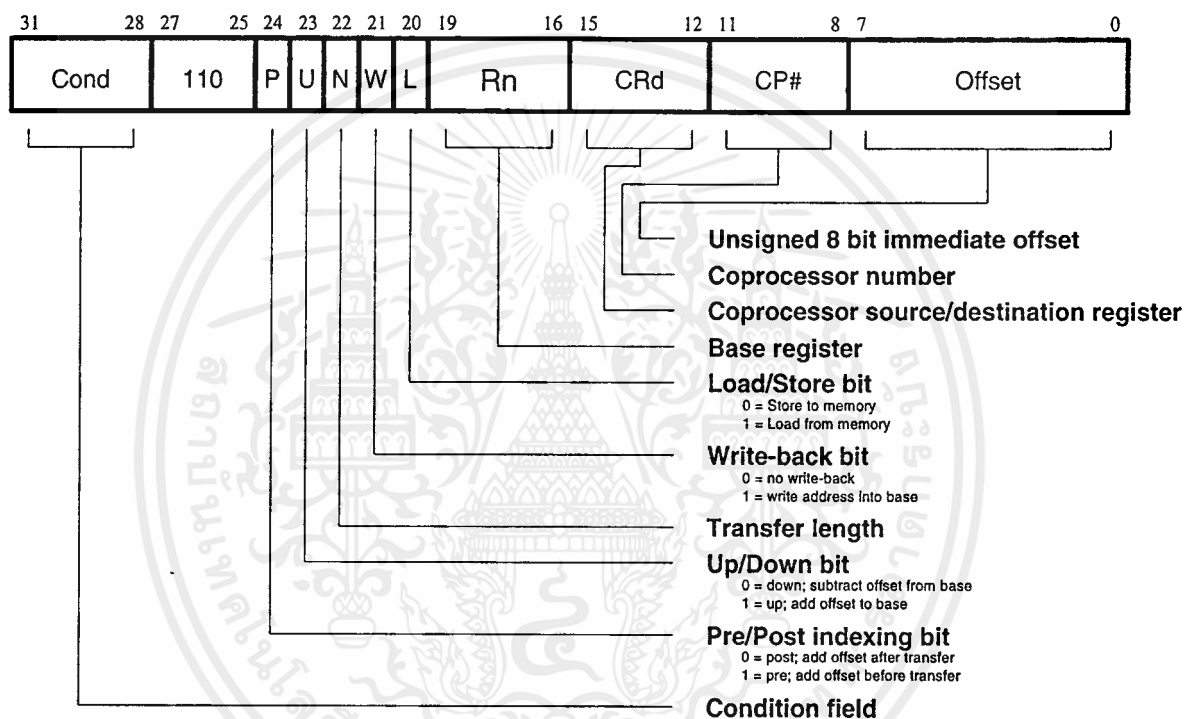 31 28 27 25 24 23 22 21 20 19 16 15 12 11 8 7 0
Cond 110 P U N W L Rn CRd CP# Offset
Unsigned 8 bit immediate offset
Coprocessor number
Coprocessor source/destination register
Base register
Load/Store bit
0 = Store to memory
1 = Load from memory
Write-back bit
0 = no write-back
1 = write address into base
Transfer length
Up/Down bit
0 = down; subtract offset from base
1 = up; add offset to base
Pre/Post indexing bit
0 = post; add offset after transfer
1 = pre; add offset before transfer
Condition field